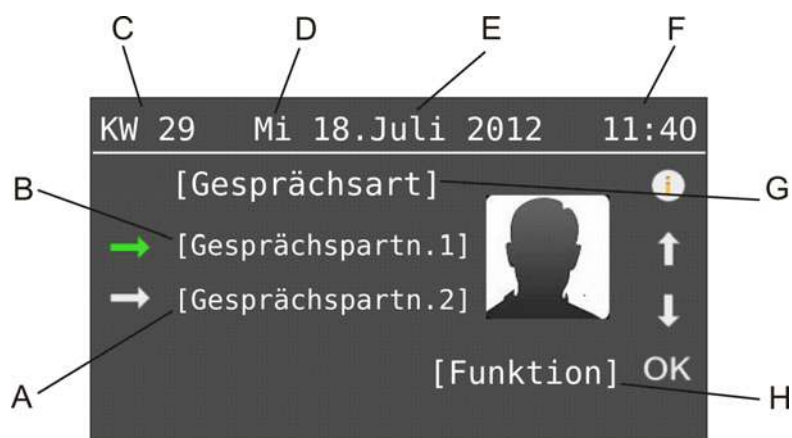 C D E F
KW 29 Mi 18.Juli 2012 11:40
B [Gesprächsart] i G
[Gesprächspartn.1]
[Gesprächspartn.2]
[Funktion] OK
A H